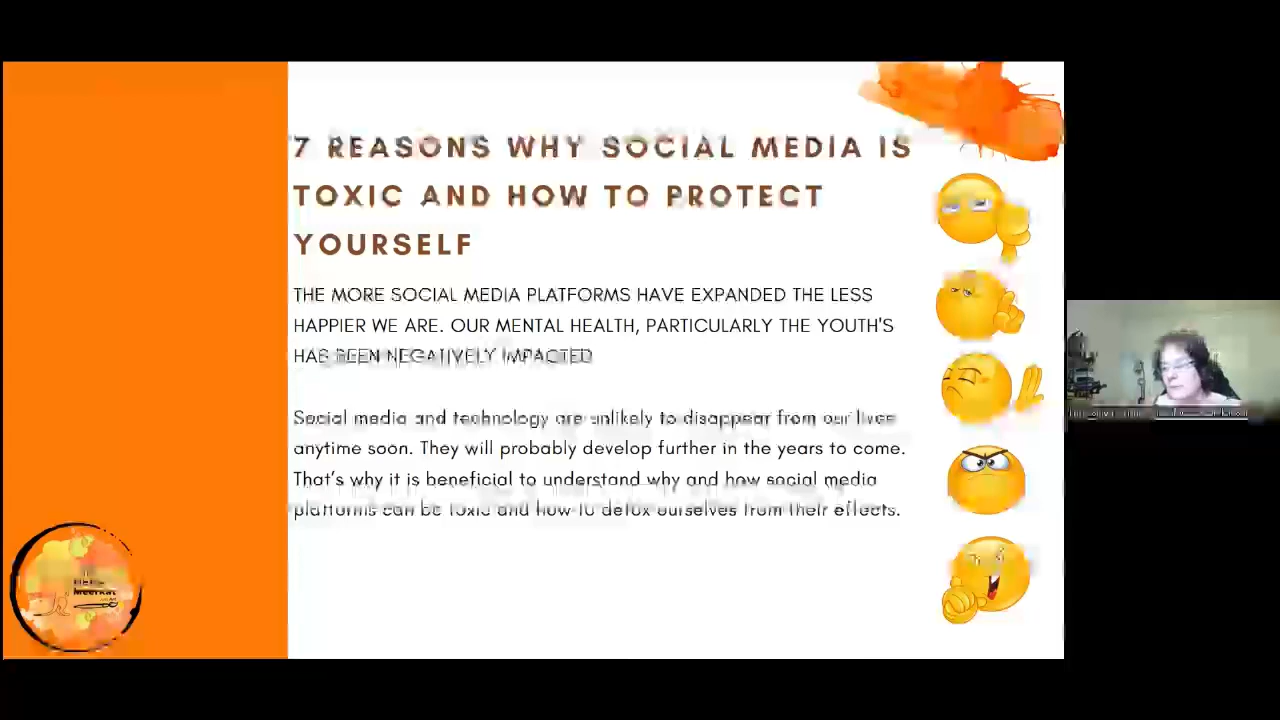 7 REASONS WHY SOCIAL MEDIA IS
TOXIC AND HOW TO PROTECT
YOURSELF
THE MORE SOCIAL MEDIA PLATFORMS HAVE EXPANDED THE LESS
HAPPIER WE ARE. OUR MENTAL HEALTH, PARTICULARLY THE YOUTH'S
HAS BEEN NEGATIVELY IMPACTED
Social media and technology are unlikely to disappear from our lives
anytime soon. They will probably develop further in the years to come.
That's why it is beneficial to understand why and how social media
platforms can be toxic and how to detox ourselves from their effects.
Meerkat